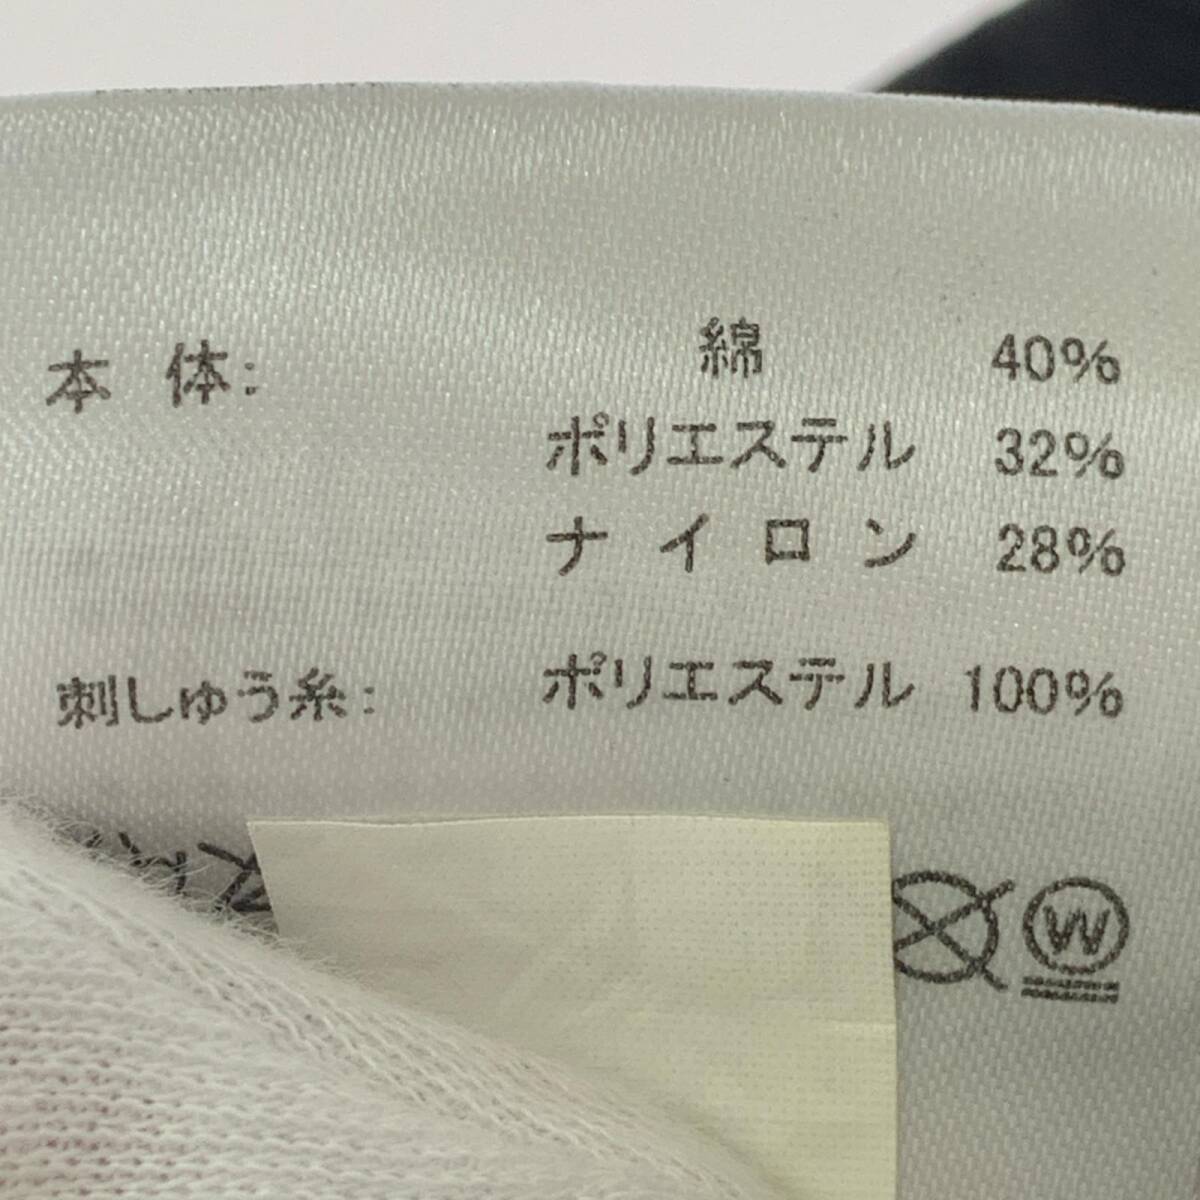 本 体: 綿 40%
ポリエステル 32%
ナイロン 28%
刺しゅう糸: ポリエステル 100%
W